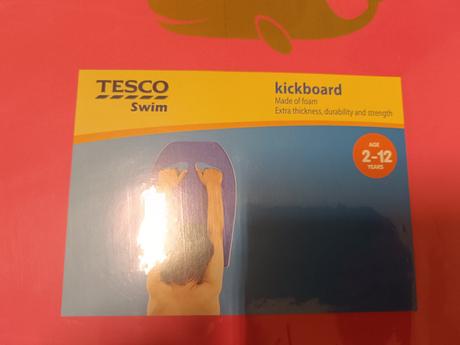 TESCO
Swim
kickboard
Made of foam
Extra thickness, durability and strength
AGE
2-12
YEARS